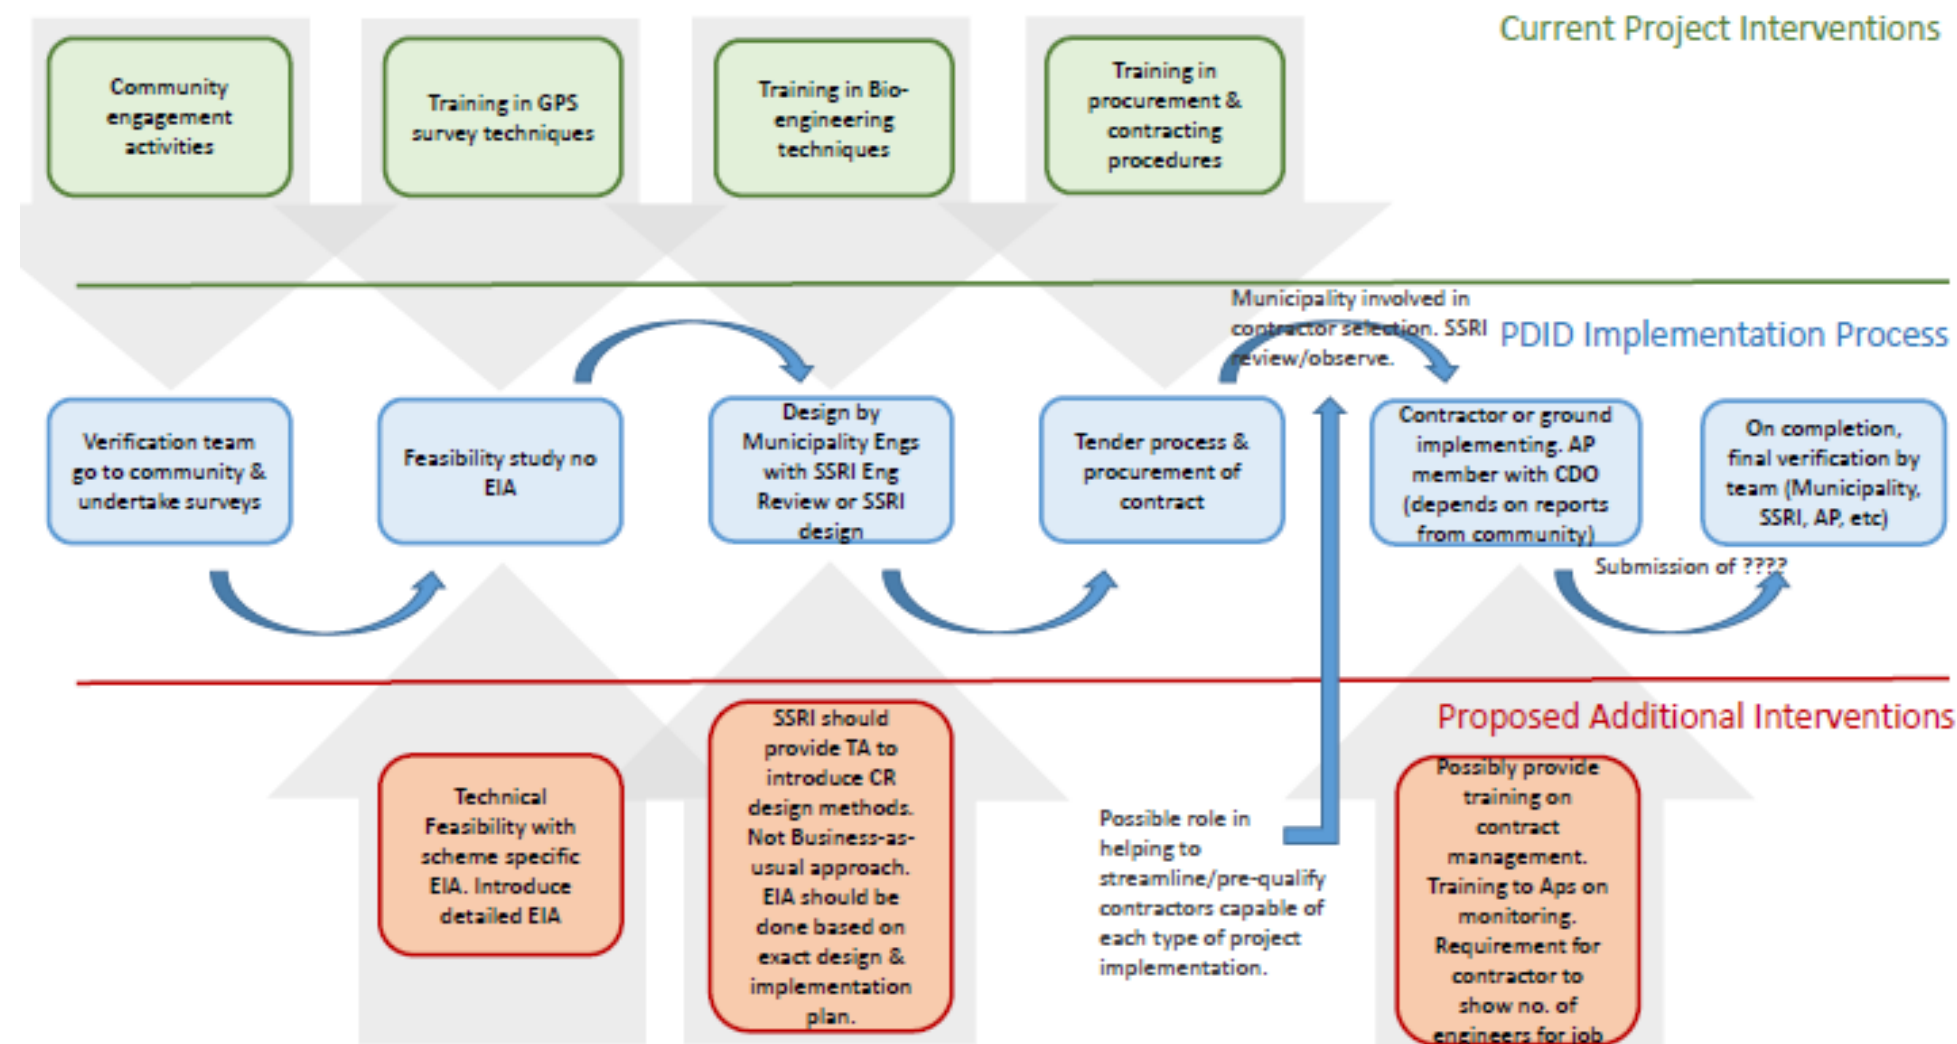 Current Project Interventions
Community
engagement
activities
Training in GPS
survey techniques
Training in Bio-
engineering
techniques
Training in
procurement &
contracting
procedures
PDID Implementation Process
Municipality involved in
contractor selection. SSRI
review/observe.
Verification team
go to community &
undertake surveys
Feasibility study no
EIA
Design by
Municipality Engs
with SSRI Eng
Review or SSRI
design
Tender process &
procurement of
contract
Contractor or ground
implementing. AP
member with CDO
(depends on reports
from community)
On completion,
final verification by
team (Municipality,
SSRI, AP, etc)
Submission of ????
Proposed Additional Interventions
Technical
Feasibility with
scheme specific
EIA. Introduce
detailed EIA
SSRI should
provide TA to
introduce CR
design methods.
Not Business-as-
usual approach.
EIA should be
done based on
exact design &
implementation
plan.
Possible role in
helping to
streamline/pre-qualify
contractors capable of
each type of project
implementation.
Possibly provide
training on
contract
management.
Training to Aps on
monitoring.
Requirement for
contractor to
show no. of
engineers for job